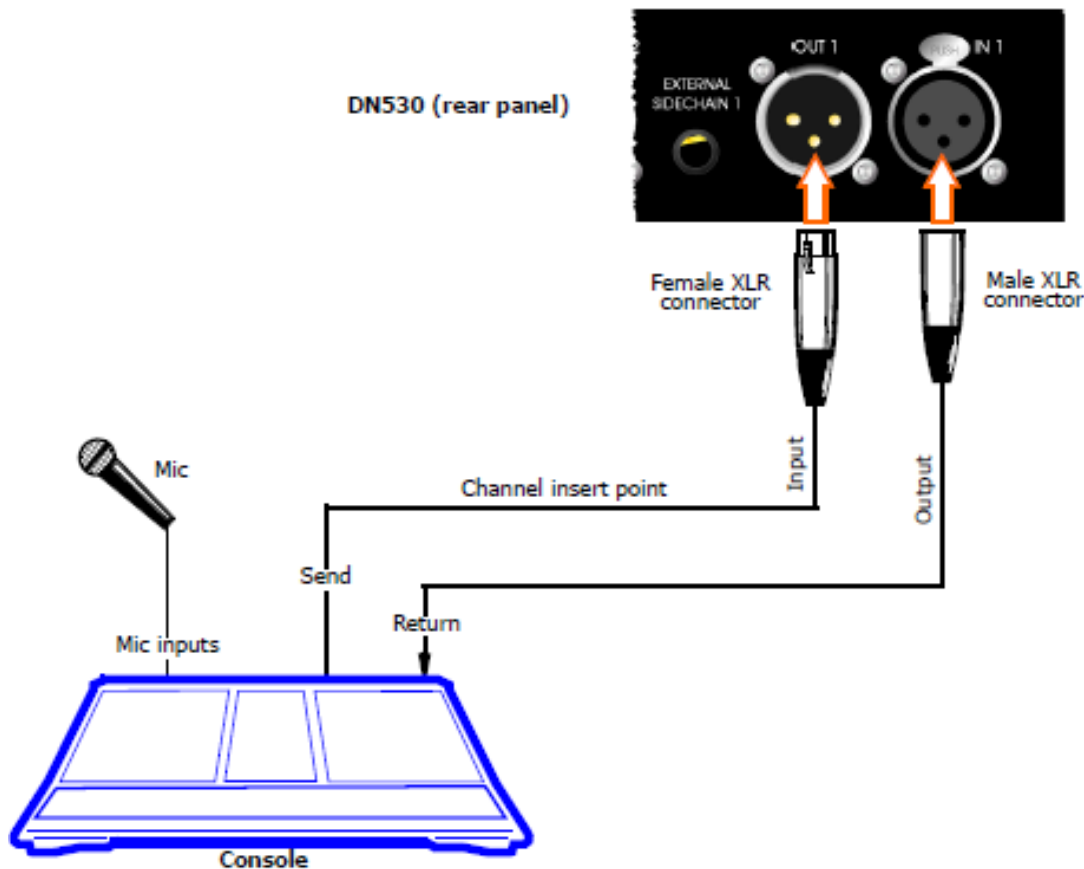 OUT 1
PUSH
IN 1
EXTERNAL
SIDECHAIN 1
DN530 (rear panel)
Female XLR
connector
Male XLR
connector
Mic
Channel insert point
Input
Output
Send
Return
Mic inputs
Console